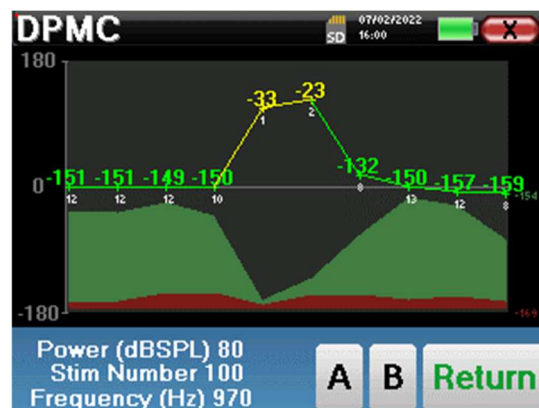 DPMC
SD
07/02/2022
16:00
X
180
-33
-23
1
2
-151 -151 -149 -150 -132 -150 -157 -159
0
-154
12 12 12 10 8 13 12 8
-180
-169
Power (dBSPL) 80
Stim Number 100
Frequency (Hz) 970
A B Return